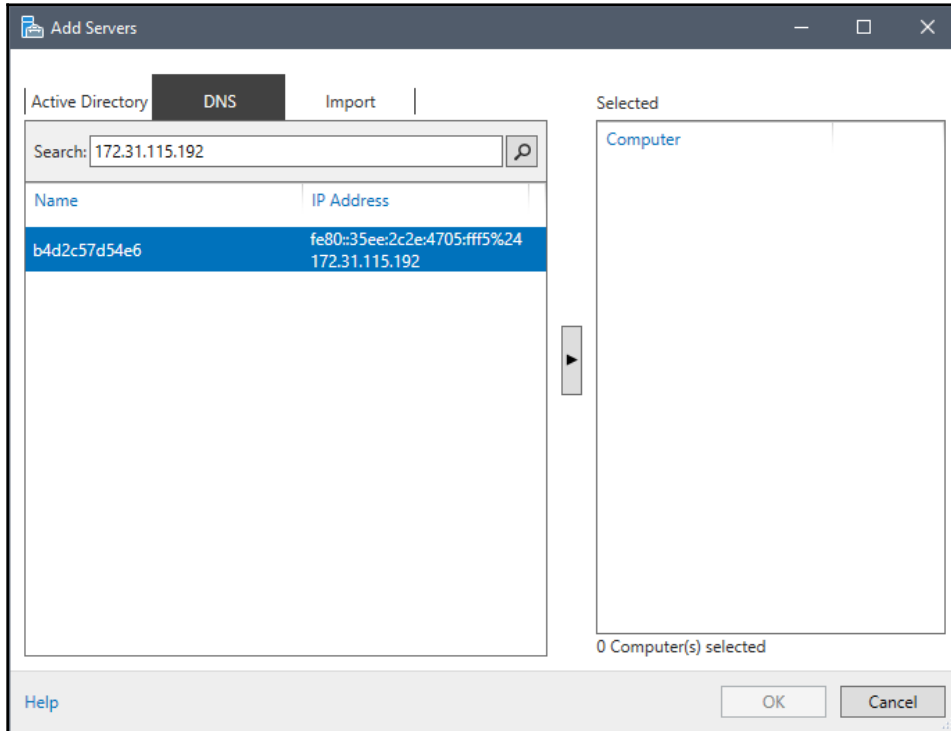 Add Servers
Active Directory DNS Import
Search: 172.31.115.192
Name IP Address
b4d2c57d54e6 fe80::35ee:2c2e:4705:fff5%24
172.31.115.192
Selected
Computer
0 Computer(s) selected
Help OK Cancel